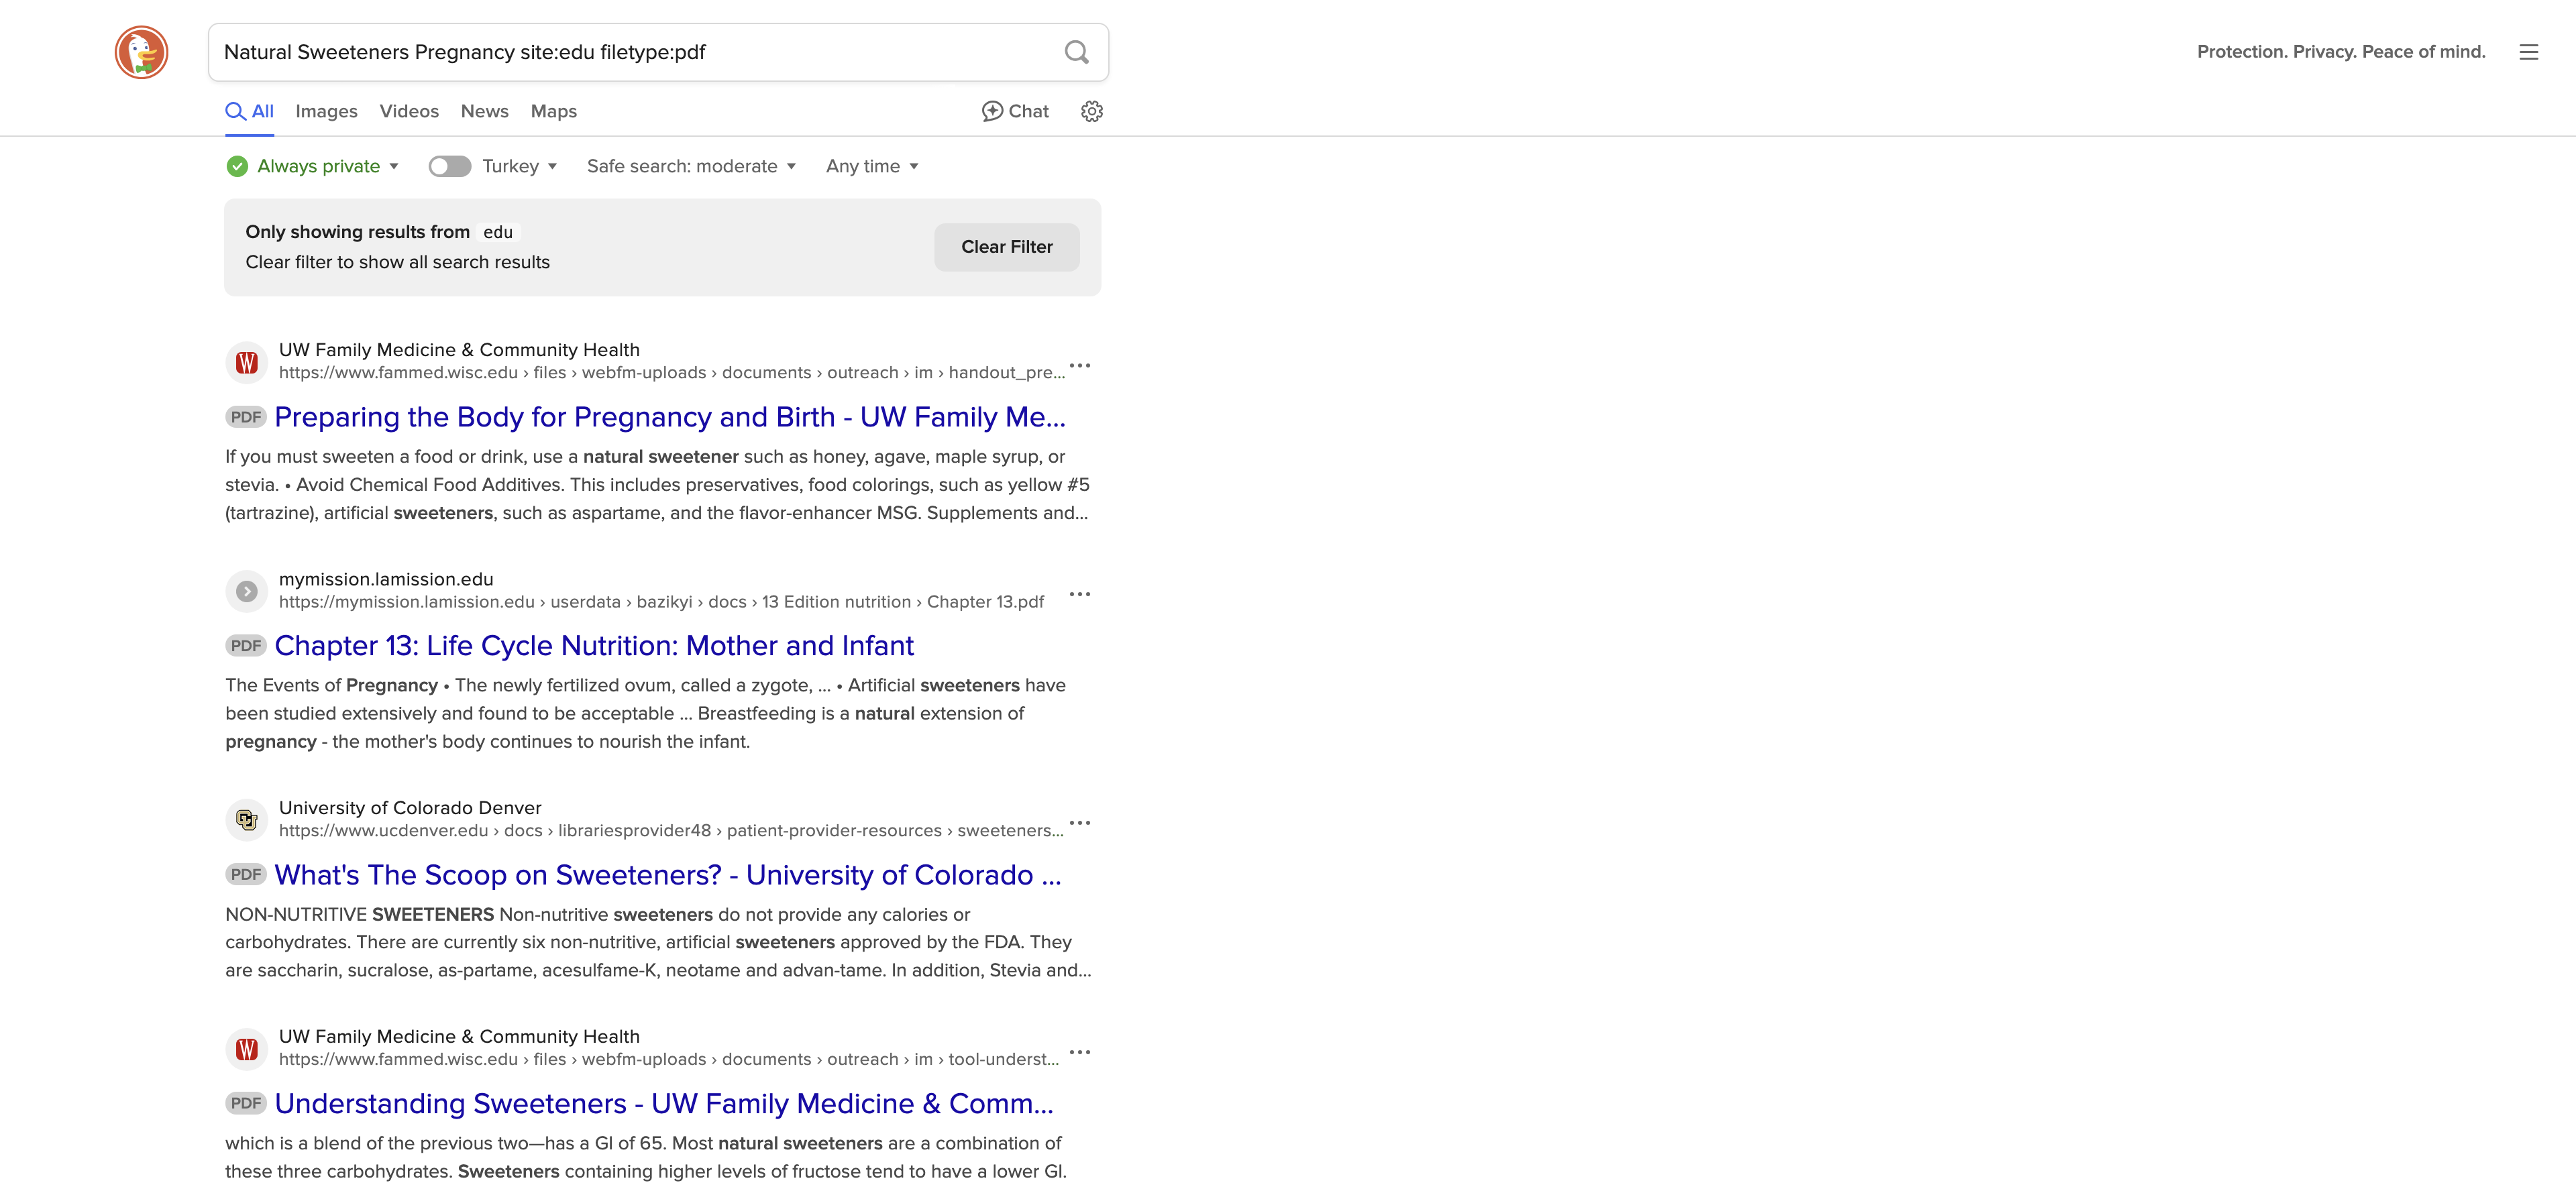 Natural Sweeteners Pregnancy site:edu filetype:pdf
Protection. Privacy. Peace of mind.
All Images Videos News Maps Chat
Always private Turkey Safe search: moderate Any time
Only showing results from edu
Clear filter to show all search results
Clear Filter
UW Family Medicine & Community Health
https://www.fammed.wisc.edu › files › webfm-uploads › documents › outreach › im › handout_pre...
PDF Preparing the Body for Pregnancy and Birth - UW Family Me...
If you must sweeten a food or drink, use a natural sweetener such as honey, agave, maple syrup, or
stevia. • Avoid Chemical Food Additives. This includes preservatives, food colorings, such as yellow #5
(tartrazine), artificial sweeteners, such as aspartame, and the flavor-enhancer MSG. Supplements and...
mymission.lamission.edu
https://mymission.lamission.edu › userdata › bazikyi › docs › 13 Edition nutrition › Chapter 13.pdf
PDF Chapter 13: Life Cycle Nutrition: Mother and Infant
The Events of Pregnancy • The newly fertilized ovum, called a zygote, ... • Artificial sweeteners have
been studied extensively and found to be acceptable ... Breastfeeding is a natural extension of
pregnancy - the mother's body continues to nourish the infant.
University of Colorado Denver
https://www.ucdenver.edu › docs › librariesprovider48 › patient-provider-resources › sweeteners...
PDF What's The Scoop on Sweeteners? - University of Colorado ...
NON-NUTRITIVE SWEETENERS Non-nutritive sweeteners do not provide any calories or
carbohydrates. There are currently six non-nutritive, artificial sweeteners approved by the FDA. They
are saccharin, sucralose, as-partame, acesulfame-K, neotame and advan-tame. In addition, Stevia and...
UW Family Medicine & Community Health
https://www.fammed.wisc.edu › files › webfm-uploads › documents › outreach › im › tool-underst...
PDF Understanding Sweeteners - UW Family Medicine & Comm...
which is a blend of the previous two—has a GI of 65. Most natural sweeteners are a combination of
these three carbohydrates. Sweeteners containing higher levels of fructose tend to have a lower GI.